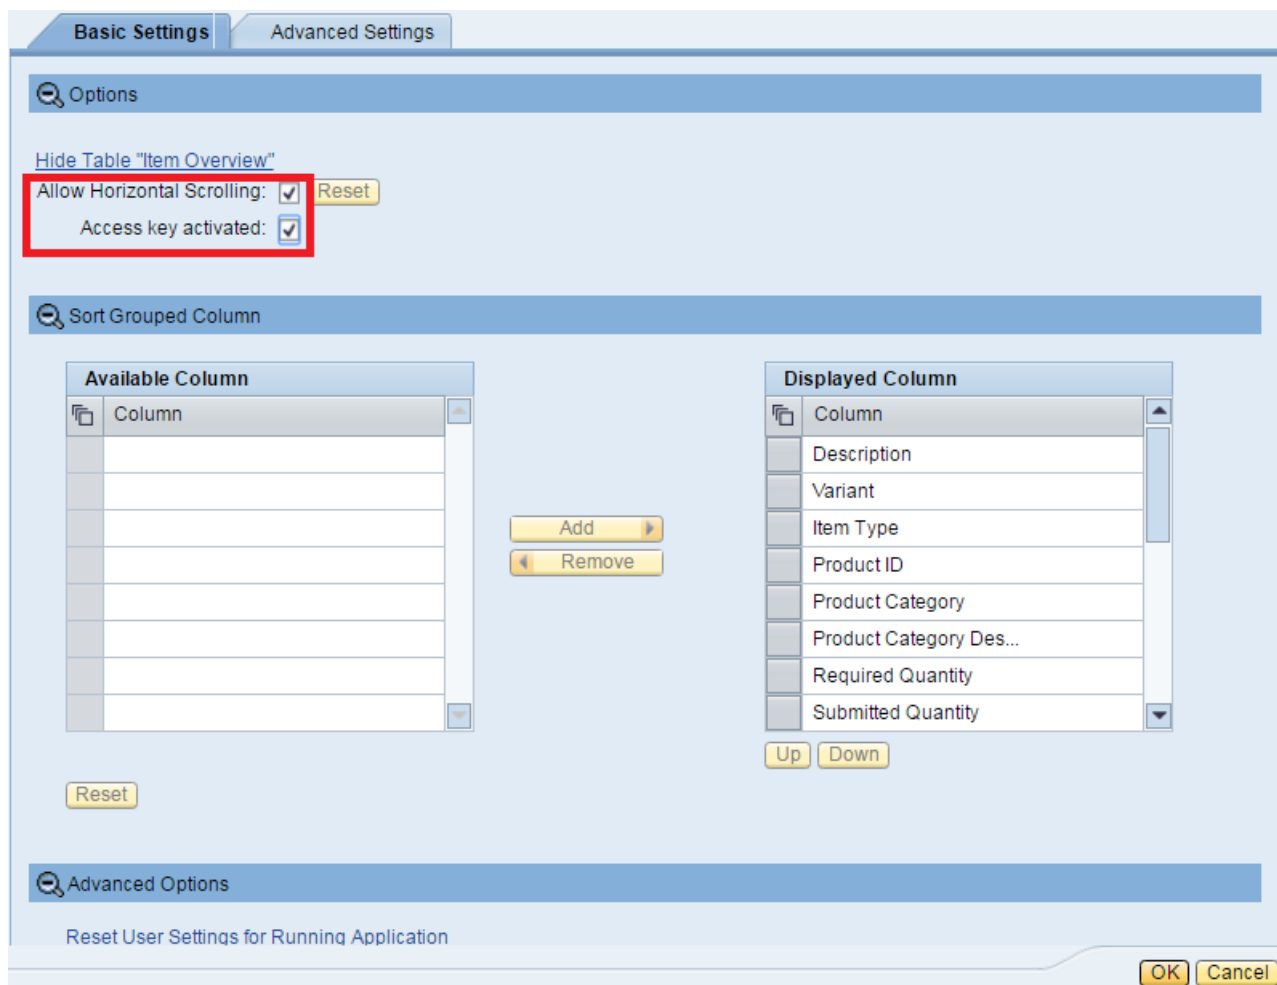 Basic Settings Advanced Settings
Options
Hide Table "Item Overview"
Allow Horizontal Scrolling: Reset
Access key activated:
Sort Grouped Column
Available Column
Column
Add
Remove
Displayed Column
Column
Description
Variant
Item Type
Product ID
Product Category
Product Category Des...
Required Quantity
Submitted Quantity
Up Down
Reset
Advanced Options
Reset User Settings for Running Application
OK Cancel